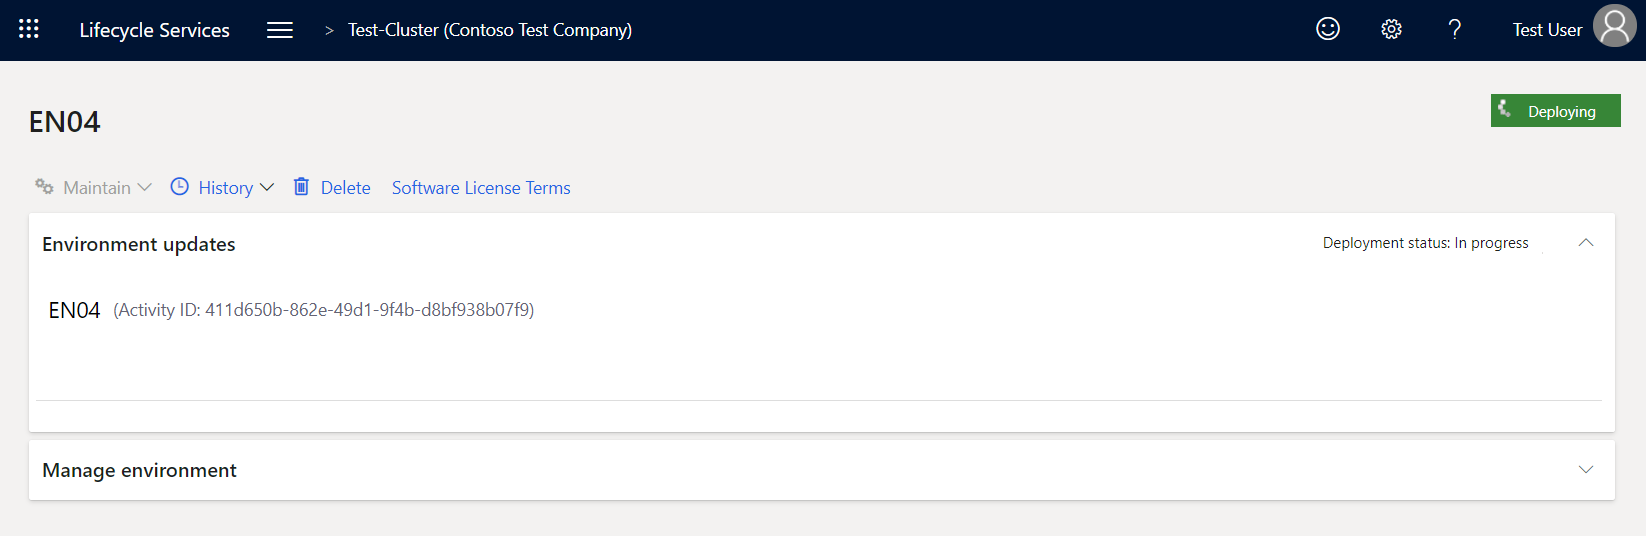 Lifecycle Services > Test-Cluster (Contoso Test Company) ? Test User
EN04
Deploying
Maintain History Delete Software License Terms
Environment updates Deployment status: In progress
EN04 (Activity ID: 411d650b-862e-49d1-9f4b-d8bf938b07f9)
Manage environment